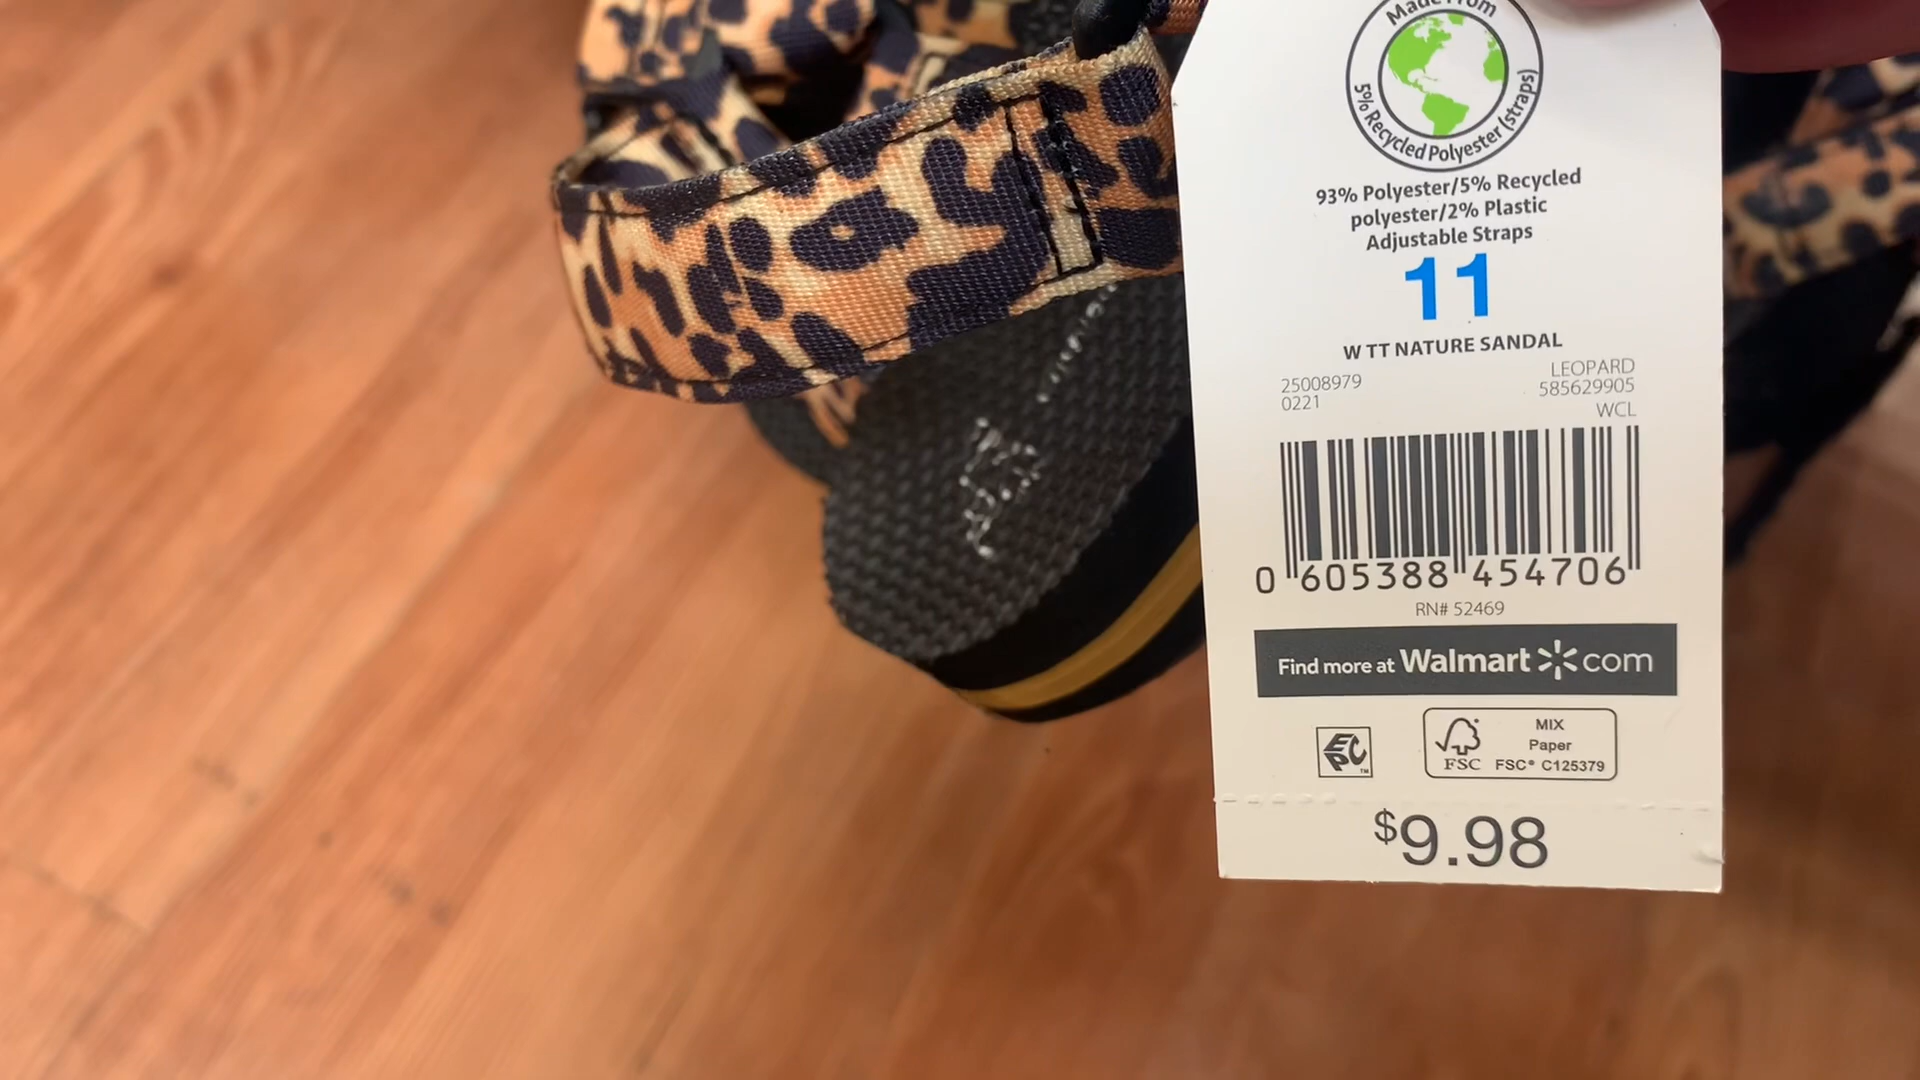 Made From
5% Recycled Polyester (straps)
93% Polyester/5% Recycled
polyester/2% Plastic
Adjustable Straps
11
W TT NATURE SANDAL
25008979
0221
LEOPARD
585629905
WCL
0 605388 454706
RN# 52469
Find more at Walmart com
EPC TM
FSC
MIX
Paper
FSC® C125379
$9.98